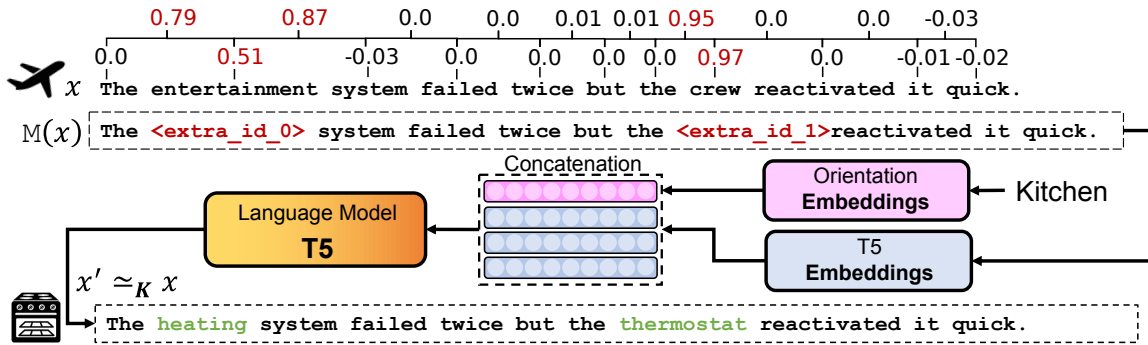 0.79 0.87 0.0 0.0 0.01 0.01 0.95 0.0 0.0 -0.03
0.0 0.51 -0.03 0.0 0.0 0.0 0.0 0.97 0.0 -0.01 -0.02
x The entertainment system failed twice but the crew reactivated it quick.
M(x) The <extra_id_0> system failed twice but the <extra_id_1>reactivated it quick.
Concatenation
Orientation
Embeddings
Kitchen
Language Model
T5
T5
Embeddings
x′ ≃K x
The heating system failed twice but the thermostat reactivated it quick.